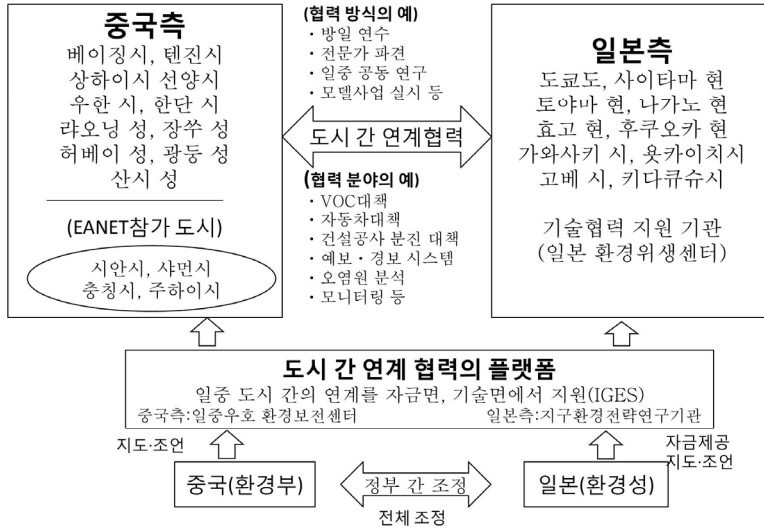 중국측
베이징시, 텐진시
상하이시 선양시
우한 시, 한단 시
랴오닝 성, 장쑤 성
허베이 성, 광둥 성
산시 성
(EANET참가 도시)
시안시, 샤먼시
충칭시, 주하이시
(협력 방식의 예)
· 방일 연수
· 전문가 파견
· 일중 공동 연구
· 모델사업 실시 등
도시 간 연계협력
(협력 분야의 예)
· VOC대책
· 자동차대책
· 건설공사 분진 대책
· 예보・경보 시스템
· 오염원 분석
· 모니터링 등
일본측
도쿄도, 사이타마 현
토야마 현, 나가노 현
효고 현, 후쿠오카 현
가와사키 시, 욧카이치시
고베 시, 키다큐슈시
기술협력 지원 기관
(일본 환경위생센터)
도시 간 연계 협력의 플랫폼
일중 도시 간의 연계를 자금면, 기술면에서 지원(IGES)
중국측:일중우호 환경보전센터 일본측:지구환경전략연구기관
지도·조언
자금제공
지도·조언
중국(환경부)
정부 간 조정
일본(환경성)
전체 조정